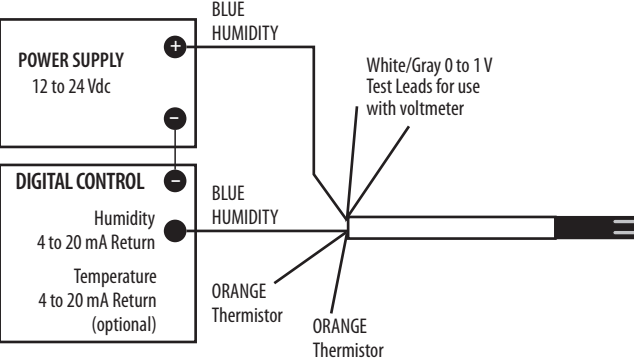 BLUE
HUMIDITY
POWER SUPPLY
12 to 24 Vdc
+
−
White/Gray 0 to 1 V
Test Leads for use
with voltmeter
DIGITAL CONTROL
−
Humidity
4 to 20 mA Return
Temperature
4 to 20 mA Return
(optional)
BLUE
HUMIDITY
ORANGE
Thermistor
ORANGE
Thermistor